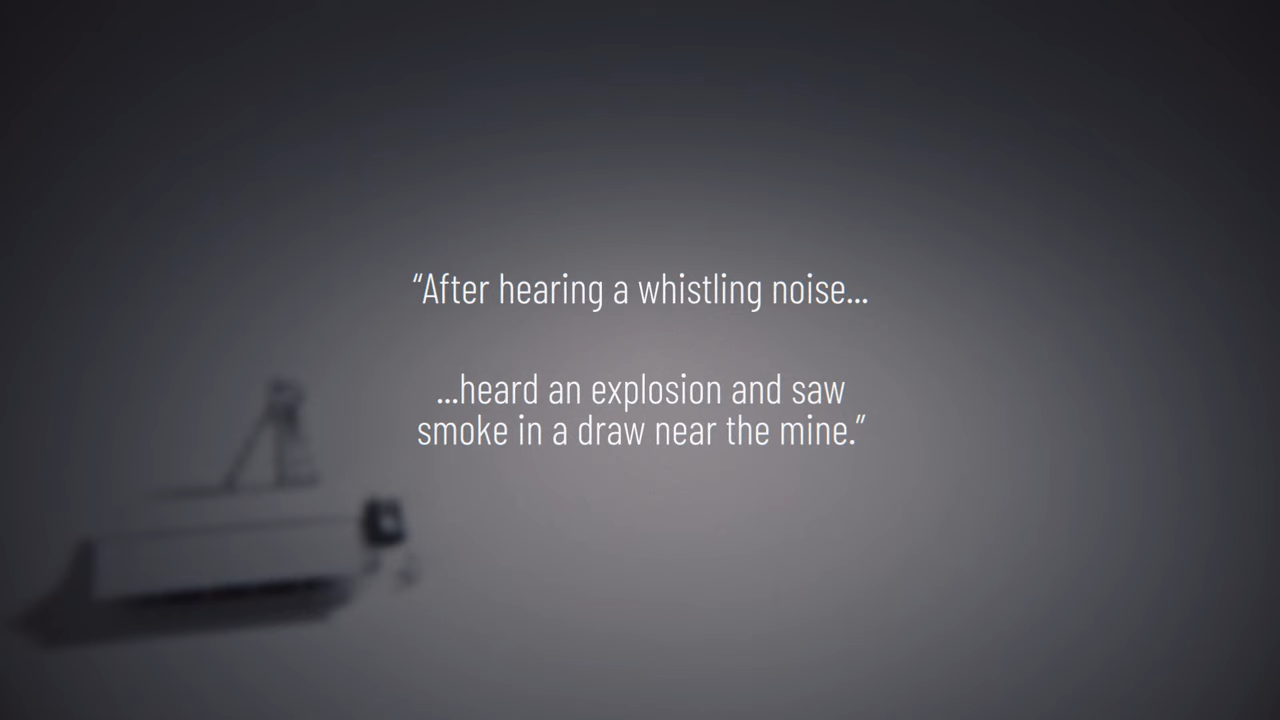 “After hearing a whistling noise...
...heard an explosion and saw
smoke in a draw near the mine.”